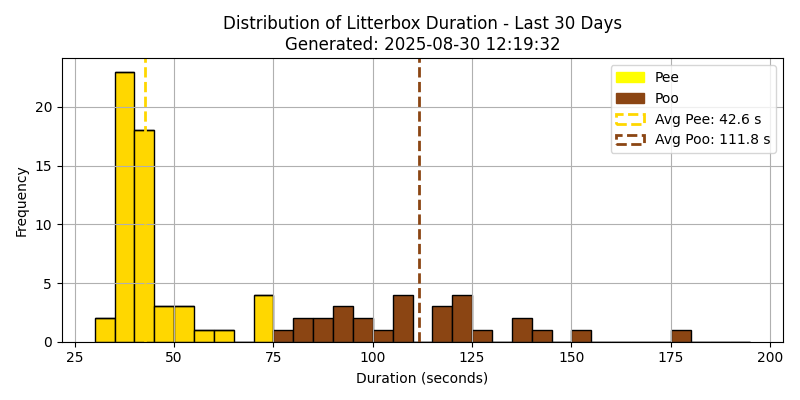 Distribution of Litterbox Duration - Last 30 Days
Generated: 2025-08-30 12:19:32
Pee
Poo
Avg Pee: 42.6 s
Avg Poo: 111.8 s
Frequency
20
15
10
5
0
25 50 75 100 125 150 175 200
Duration (seconds)